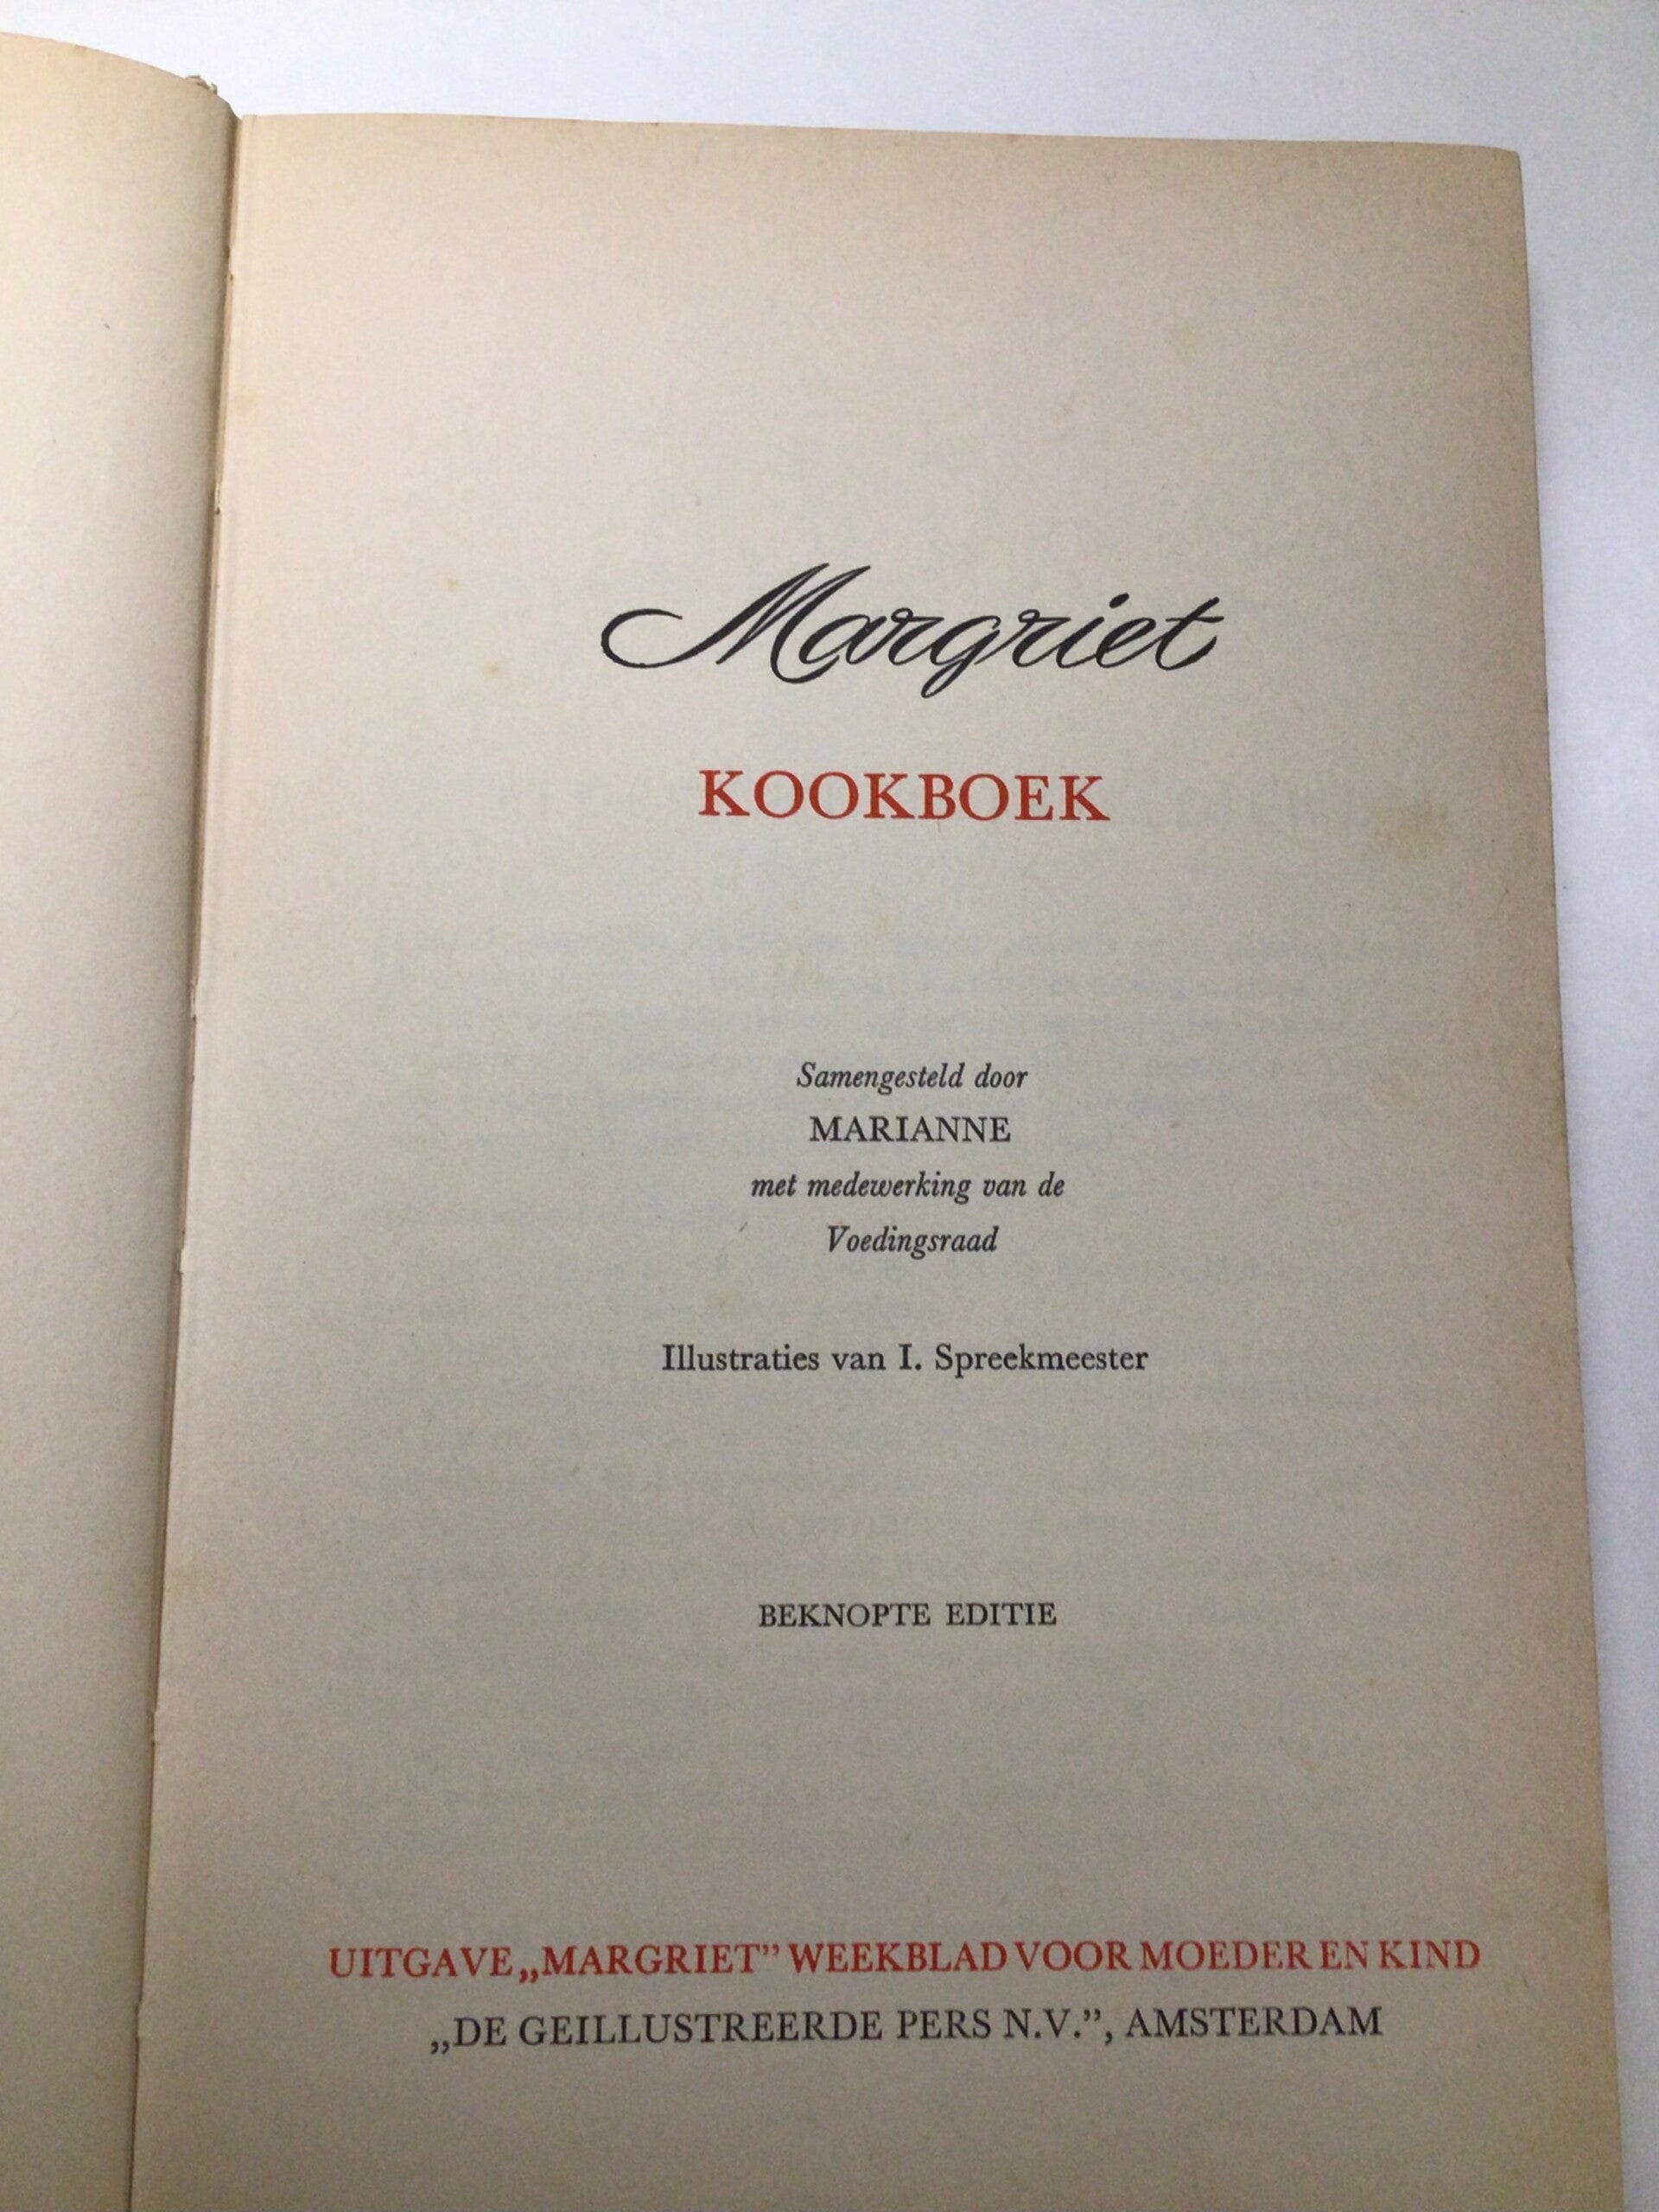 Margriet
KOOKBOEK
Samengesteld door
MARIANNE
met medewerking van de
Voedingsraad
Illustraties van I. Spreekmeester
BEKNOPTE EDITIE
UITGAVE „MARGRIET” WEEKBLAD VOOR MOEDER EN KIND
„DE GEILLUSTREERDE PERS N.V.”, AMSTERDAM